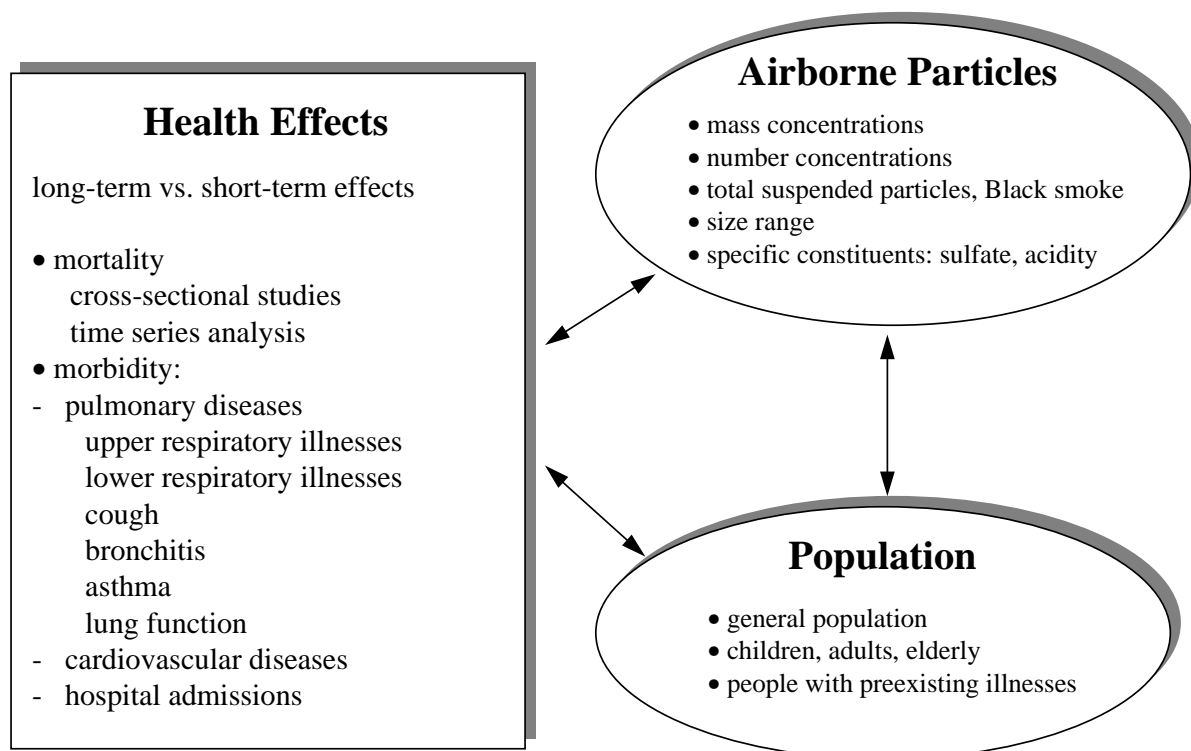 Health Effects
long-term vs. short-term effects
• mortality
cross-sectional studies
time series analysis
• morbidity:
- pulmonary diseases
upper respiratory illnesses
lower respiratory illnesses
cough
bronchitis
asthma
lung function
- cardiovascular diseases
- hospital admissions
Airborne Particles
• mass concentrations
• number concentrations
• total suspended particles, Black smoke
• size range
• specific constituents: sulfate, acidity
Population
• general population
• children, adults, elderly
• people with preexisting illnesses